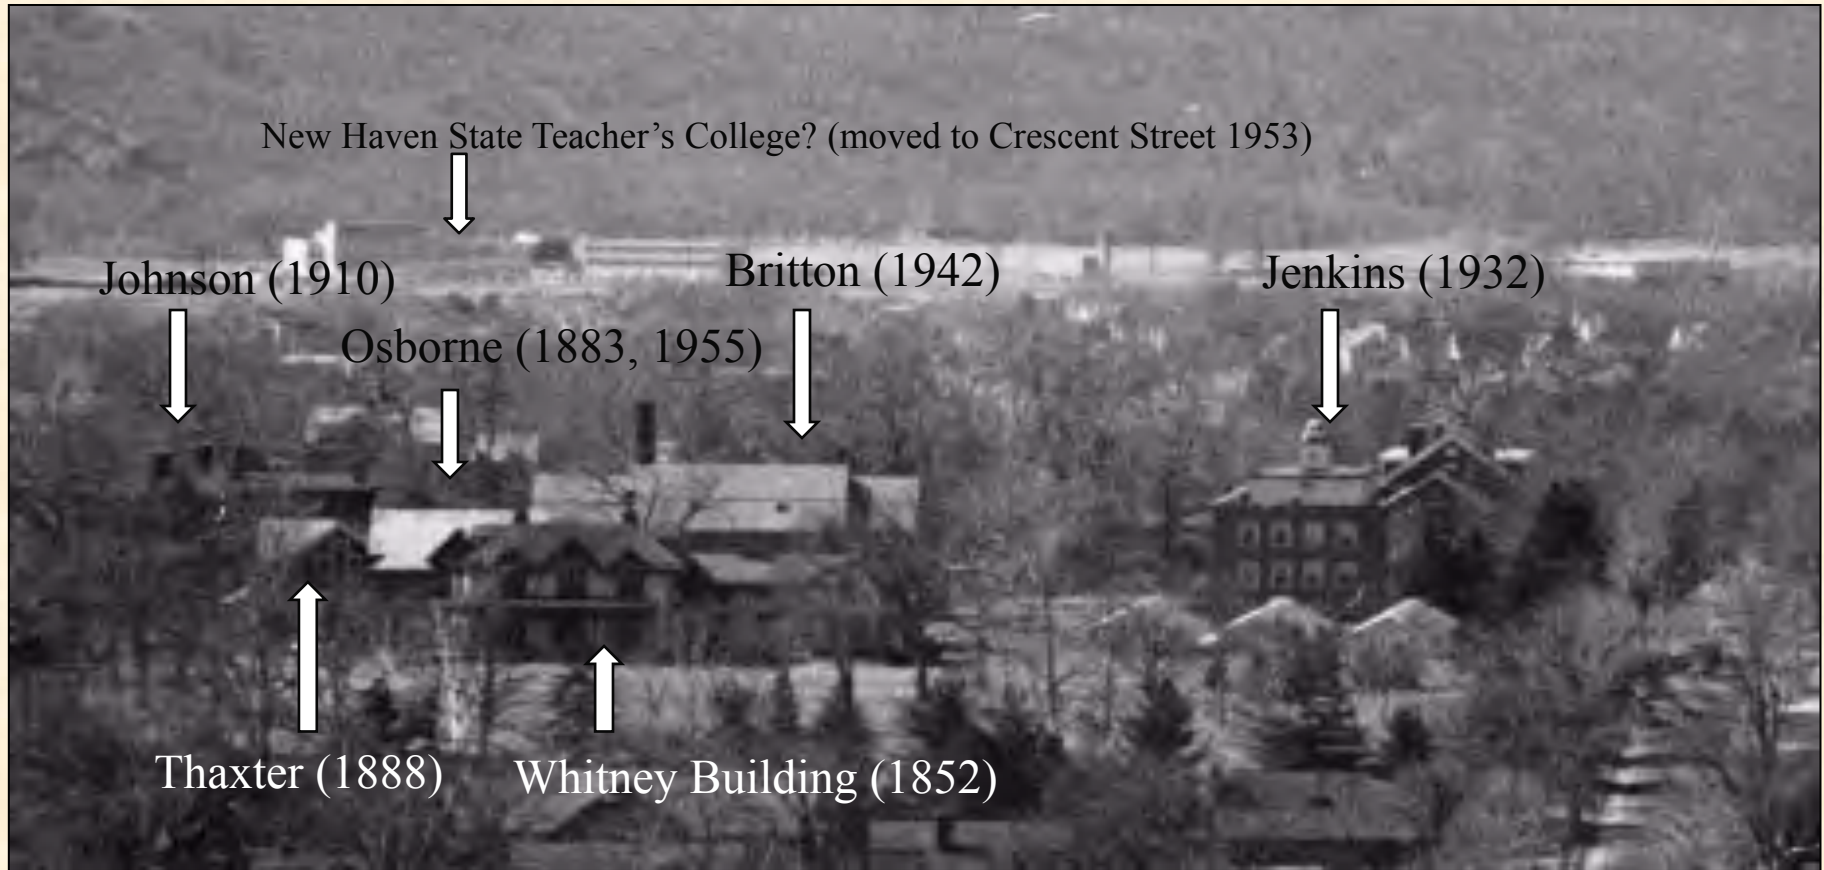 New Haven State Teacher’s College? (moved to Crescent Street 1953)
Johnson (1910)
Britton (1942)
Jenkins (1932)
Osborne (1883, 1955)
Thaxter (1888)
Whitney Building (1852)